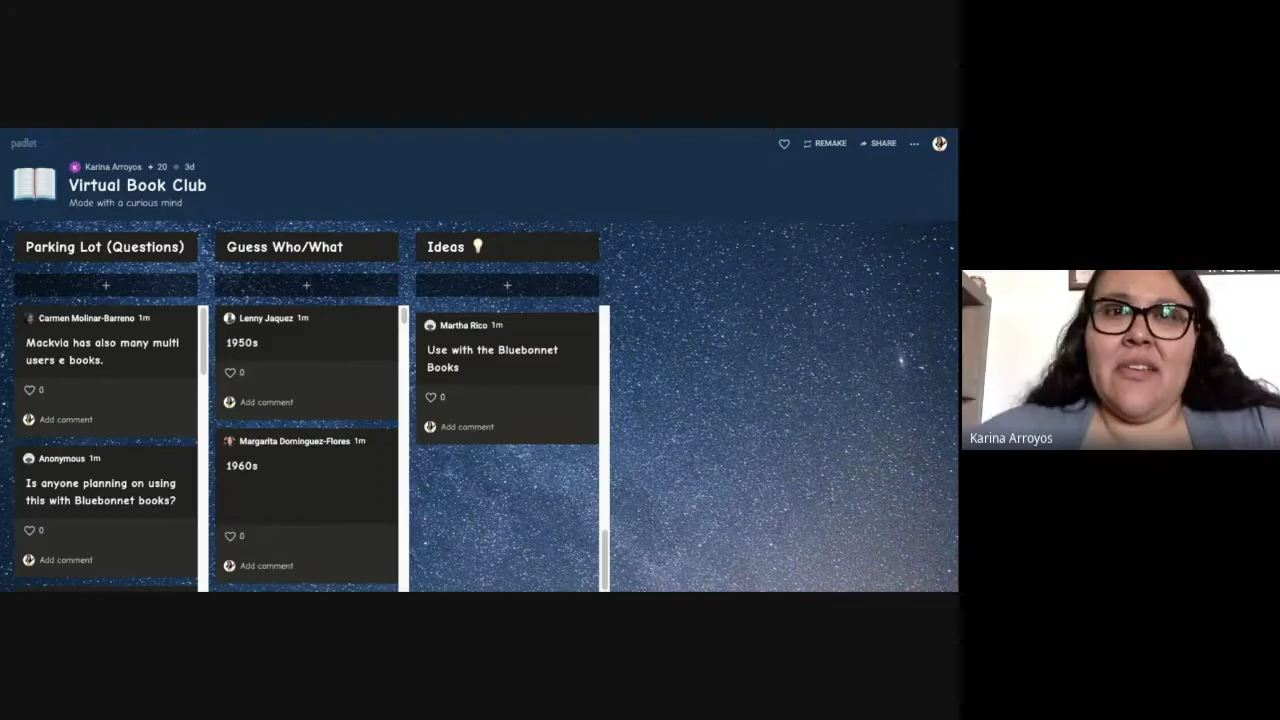 padlet
REMAKE
SHARE
Karina Arroyos + 20 3d
Virtual Book Club
Made with a curious mind
Parking Lot (Questions)
Guess Who/What
Ideas
Carmen Molinar-Barreno 1m
Mackvia has also many multi
users e books.
0
Add comment
Anonymous 1m
Is anyone planning on using
this with Bluebonnet books?
0
Add comment
Lenny Jaquez 1m
1950s
0
Add comment
Margarita Dominguez-Flores 1m
1960s
0
Add comment
Martha Rico 1m
Use with the Bluebonnet
Books
0
Add comment
Karina Arroyos